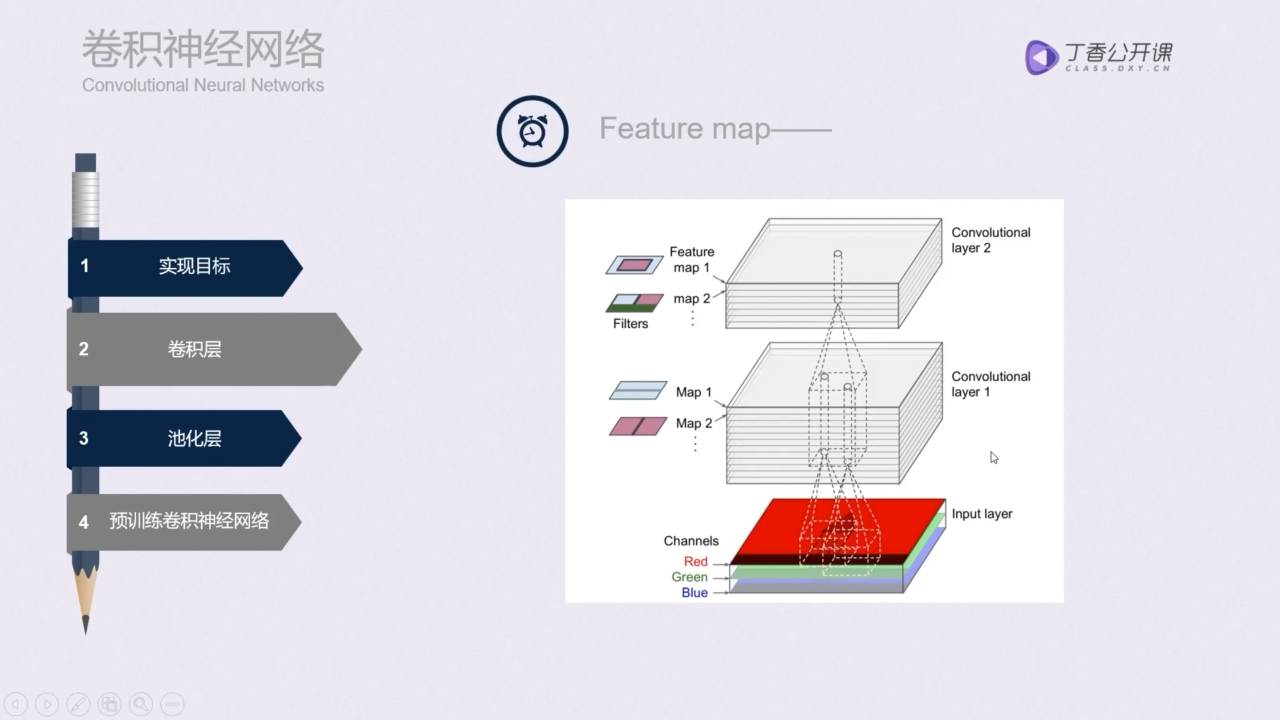 卷积神经网络
Convolutional Neural Networks
丁香公开课
CLASS.DXY.CN
Feature map——
1 实现目标
2 卷积层
3 池化层
4 预训练卷积神经网络
Feature
map 1
map 2
Filters
Convolutional
layer 2
Map 1
Map 2
Convolutional
layer 1
Input layer
Channels
Red
Green
Blue